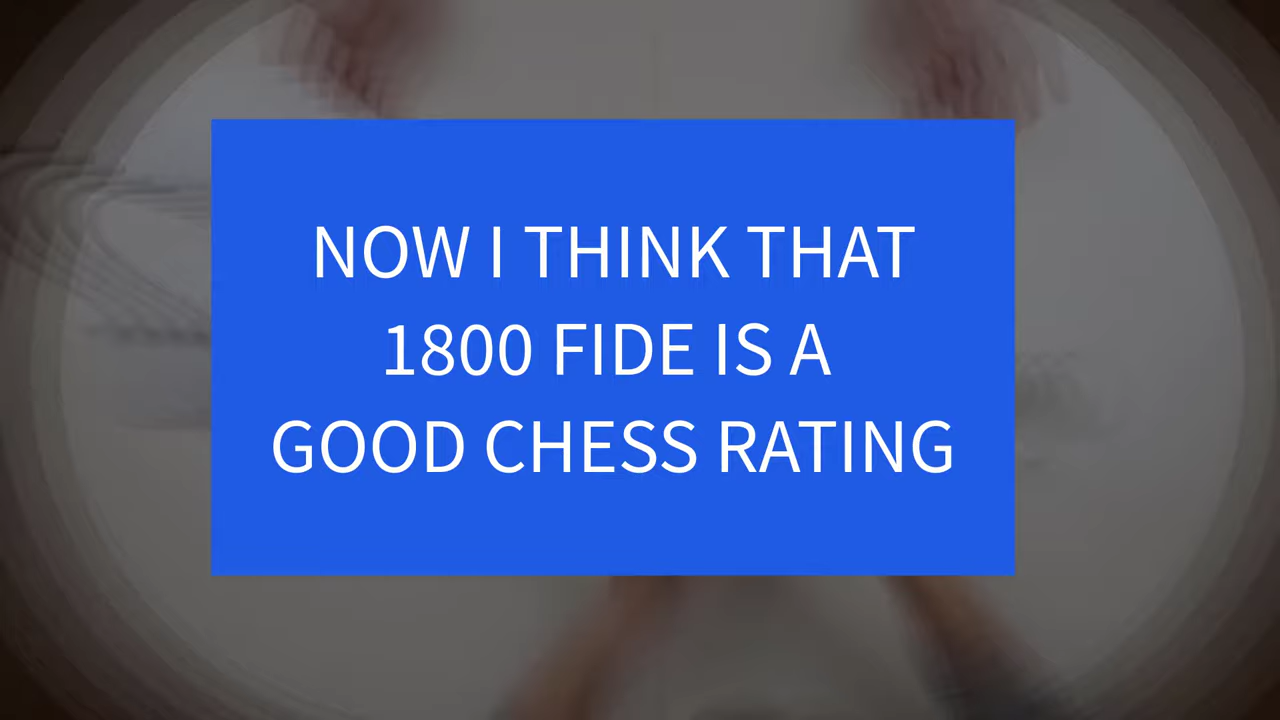 NOW I THINK THAT
1800 FIDE IS A
GOOD CHESS RATING